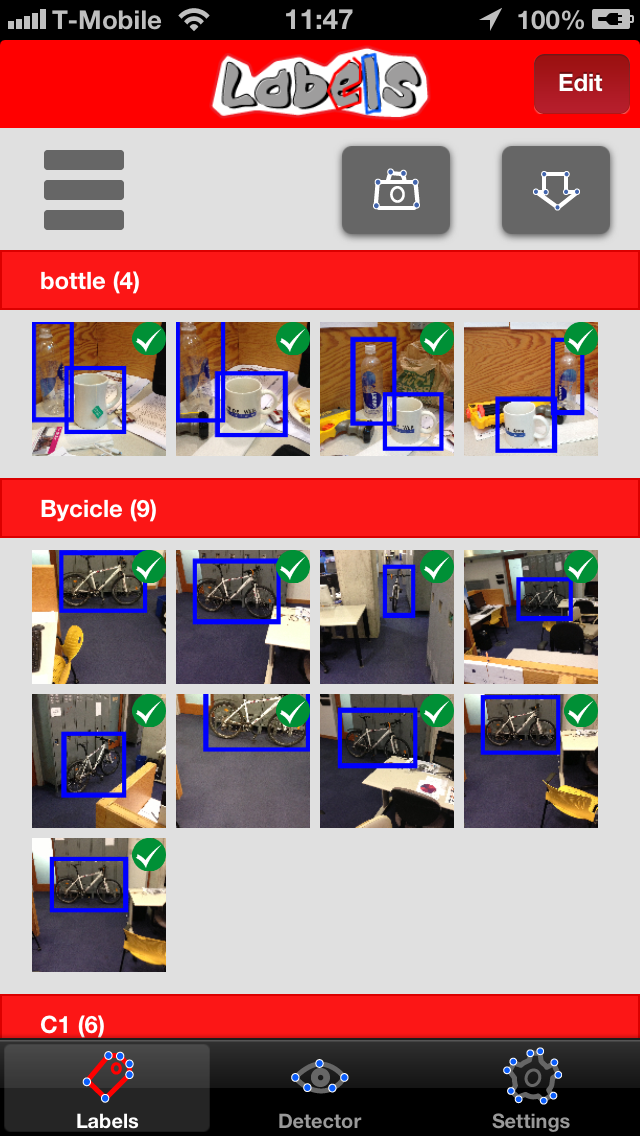 T-Mobile 11:47 100%
Labels
Edit
bottle (4)
Bycicle (9)
C1 (6)
Labels Detector Settings